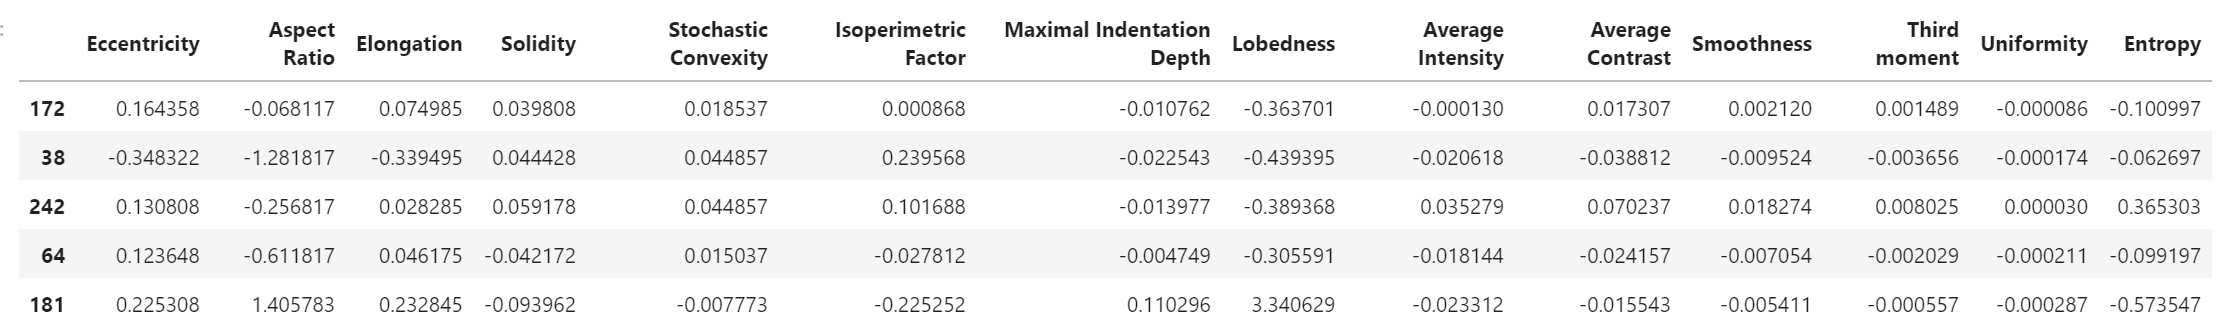 :
Eccentricity Aspect Ratio Elongation Solidity Stochastic Convexity Isoperimetric Factor Maximal Indentation Depth Lobedness Average Intensity Average Contrast Smoothness Third moment Uniformity Entropy
172 0.164358 -0.068117 0.074985 0.039808 0.018537 0.000868 -0.010762 -0.363701 -0.000130 0.017307 0.002120 0.001489 -0.000086 -0.100997
38 -0.348322 -1.281817 -0.339495 0.044428 0.044857 0.239568 -0.022543 -0.439395 -0.020618 -0.038812 -0.009524 -0.003656 -0.000174 -0.062697
242 0.130808 -0.256817 0.028285 0.059178 0.044857 0.101688 -0.013977 -0.389368 0.035279 0.070237 0.018274 0.008025 0.000030 0.365303
64 0.123648 -0.611817 0.046175 -0.042172 0.015037 -0.027812 -0.004749 -0.305591 -0.018144 -0.024157 -0.007054 -0.002029 -0.000211 -0.099197
181 0.225308 1.405783 0.232845 -0.093962 -0.007773 -0.225252 0.110296 3.340629 -0.023312 -0.015543 -0.005411 -0.000557 -0.000287 -0.573547